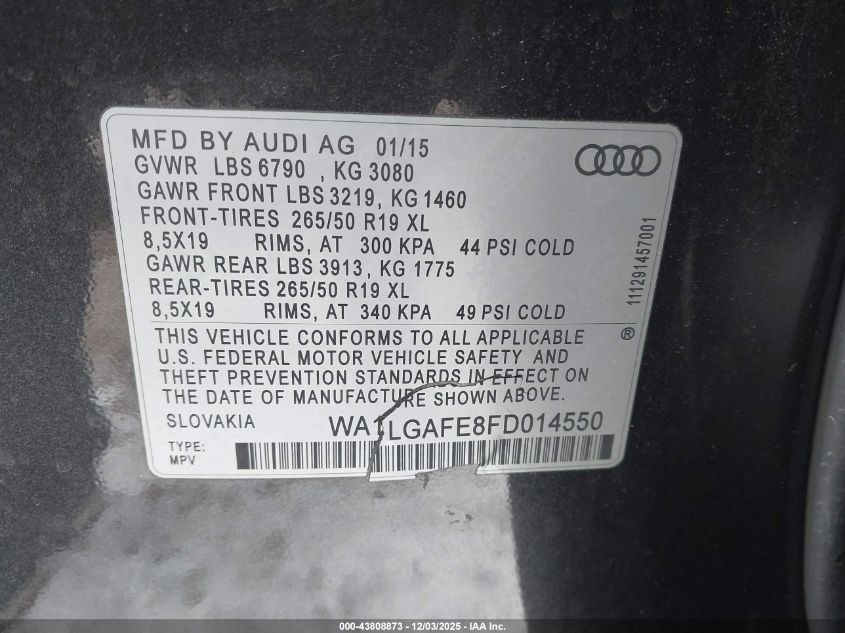 MFD BY AUDI AG 01/15
GVWR LBS 6790 , KG 3080
GAWR FRONT LBS 3219, KG 1460
FRONT-TIRES 265/50 R19 XL
8,5X19 RIMS, AT 300 KPA 44 PSI COLD
GAWR REAR LBS 3913, KG 1775
REAR-TIRES 265/50 R19 XL
8,5X19 RIMS, AT 340 KPA 49 PSI COLD
111291457001
THIS VEHICLE CONFORMS TO ALL APPLICABLE ®
U.S. FEDERAL MOTOR VEHICLE SAFETY AND
THEFT PREVENTION STANDARDS IN EFFECT ON
THE DATE OF MANUFACTURE SHOWN ABOVE.
SLOVAKIA WA1LGAFE8FD014550
TYPE:
MPV
000-43808873 - 12/03/2025 - IAA Inc.